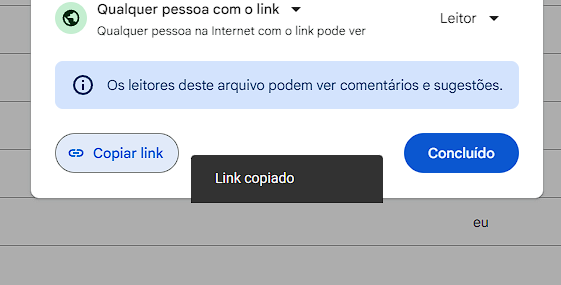 Qualquer pessoa com o link
Leitor
Qualquer pessoa na Internet com o link pode ver
Os leitores deste arquivo podem ver comentários e sugestões.
Copiar link
Concluído
Link copiado
eu